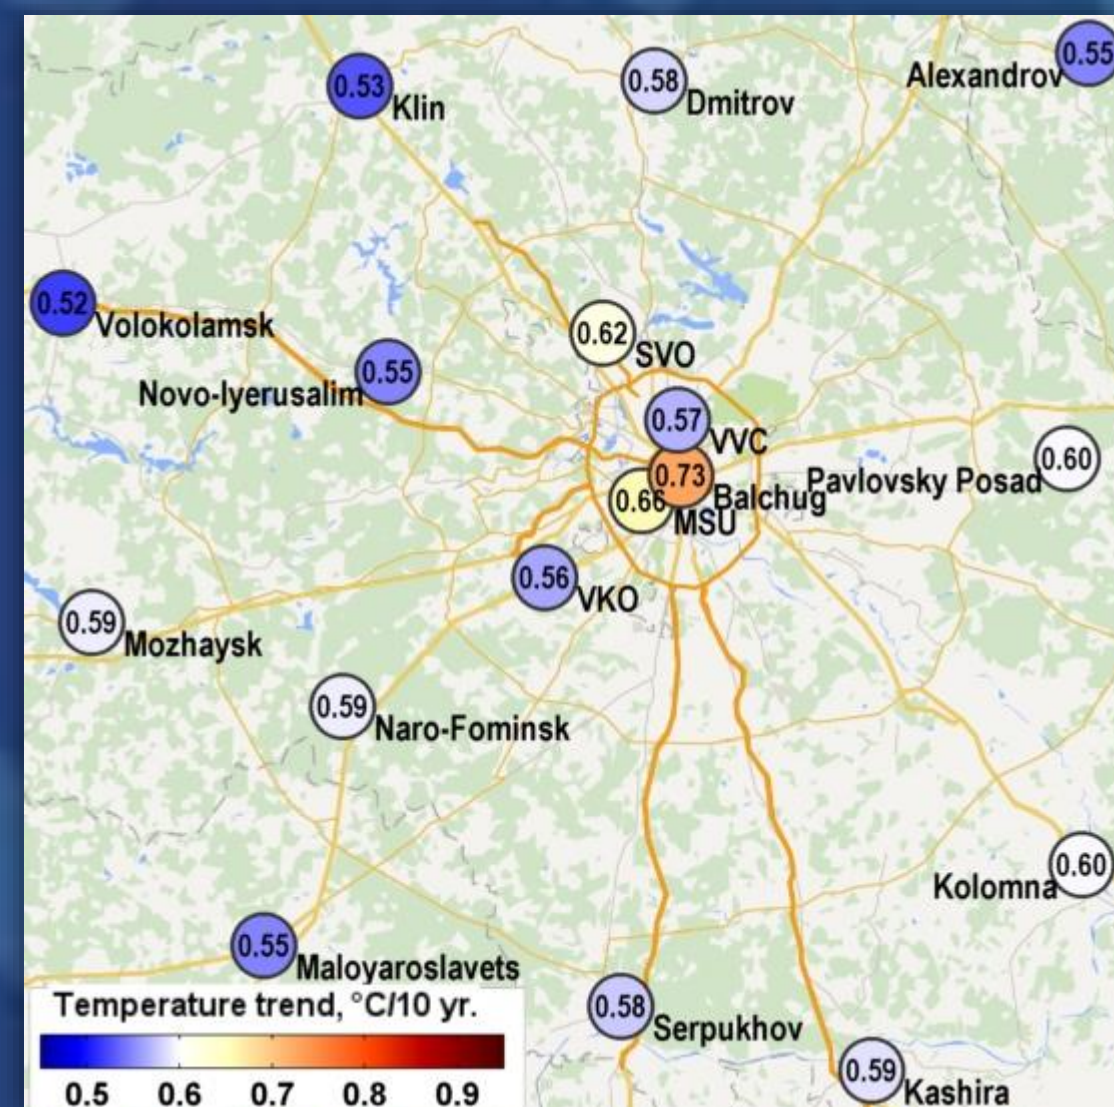 0.53
Klin
0.58
Dmitrov
0.55
Alexandrov
0.52
Volokolamsk
0.55
Novo-Iyerusalim
0.62
SVO
0.57
VVC
0.73
Balchug
0.66
MSU
0.60
Pavlovsky Posad
0.56
VKO
0.59
Mozhaysk
0.59
Naro-Fominsk
0.60
Kolomna
0.55
Maloyaroslavets
0.58
Serpukhov
0.59
Kashira
Temperature trend, °C/10 yr.
0.5 0.6 0.7 0.8 0.9